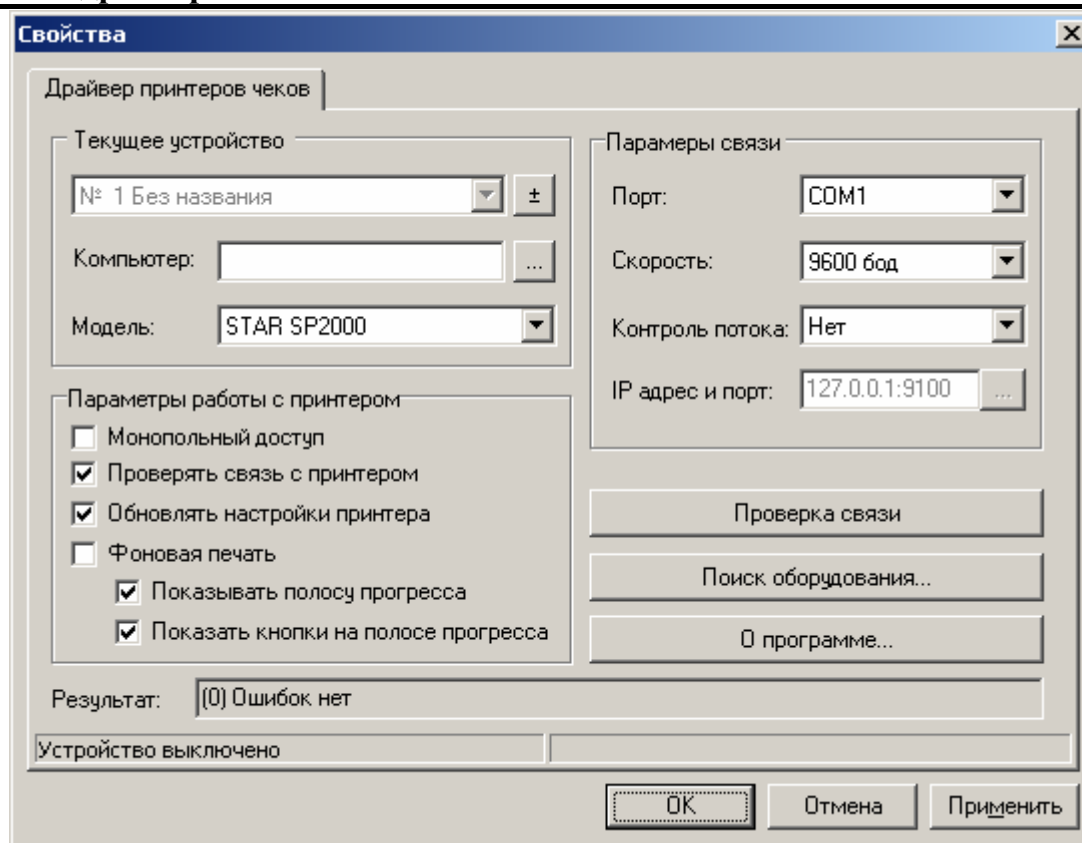 Свойства
Драйвер принтеров чеков
Текущее устройство
№ 1 Без названия
±
Компьютер:
...
Модель: STAR SP2000
Парамеры связи
Порт: COM1
Скорость: 9600 бод
Контроль потока: Нет
IP адрес и порт: 127.0.0.1:9100 ...
Параметры работы с принтером
Монопольный доступ
Проверять связь с принтером
Обновлять настройки принтера
Фоновая печать
Показывать полосу прогресса
Показать кнопки на полосе прогресса
Проверка связи
Поиск оборудования...
О программе...
Результат: (0) Ошибок нет
Устройство выключено
OK Отмена Применить